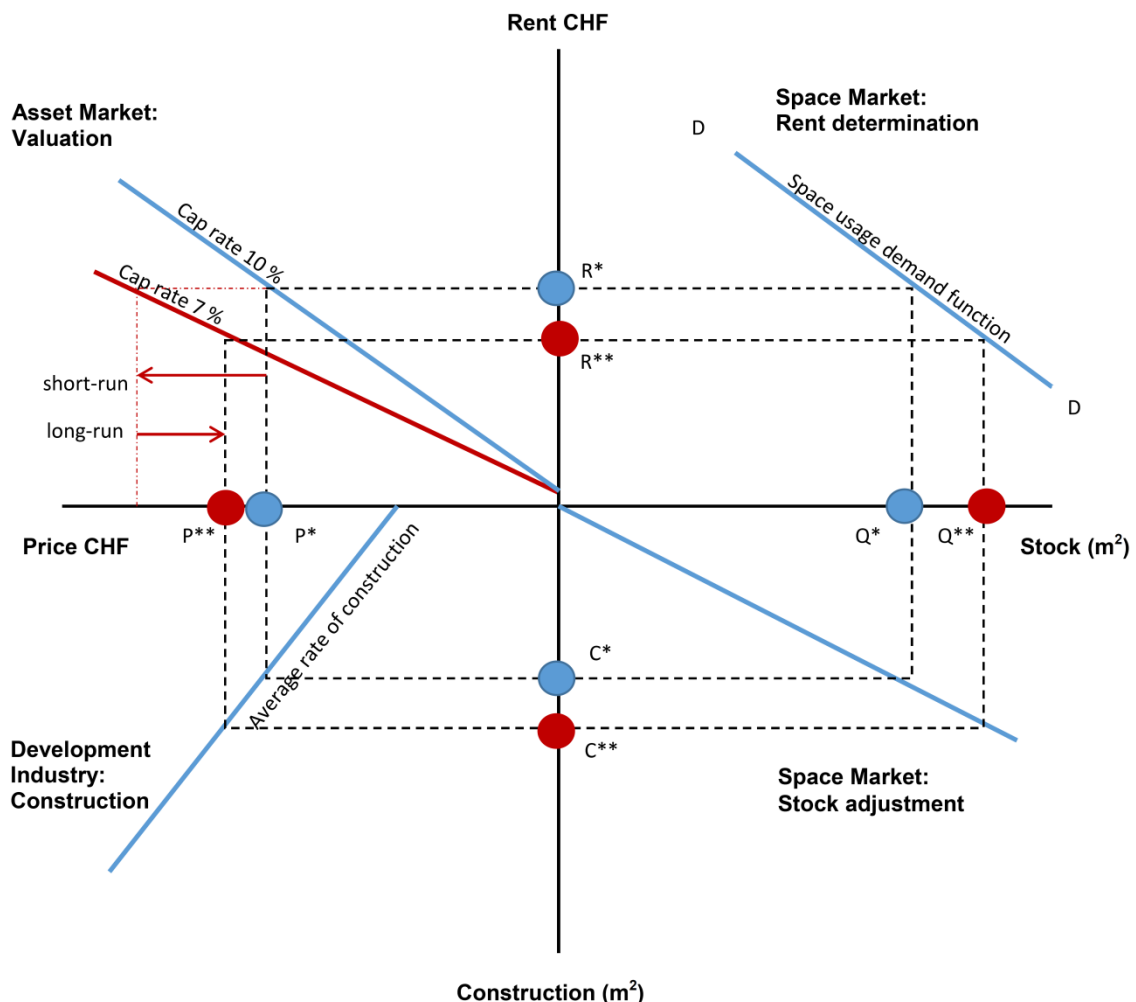 Rent CHF
Asset Market:
Valuation
Space Market:
Rent determination
D
Space usage demand function
Cap rate 10 %
Cap rate 7 %
R*
R**
short-run
long-run
D
P**
P*
Q*
Q**
Price CHF
Stock (m²)
Average rate of construction
C*
C**
Development
Industry:
Construction
Space Market:
Stock adjustment
Construction (m²)